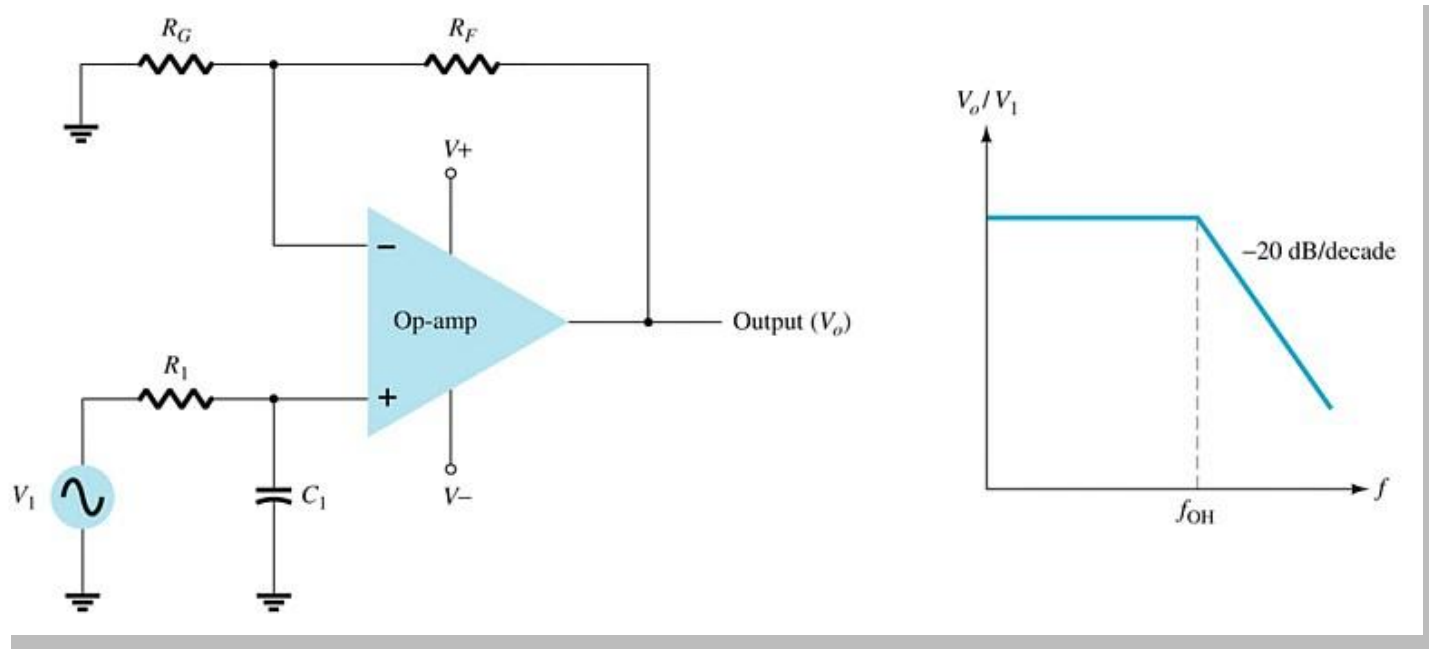 R_G
R_F
V_o/V_1
V+
−
−20 dB/decade
Op-amp
Output (V_o)
R_1
+
V_1
C_1
V−
f
f_OH